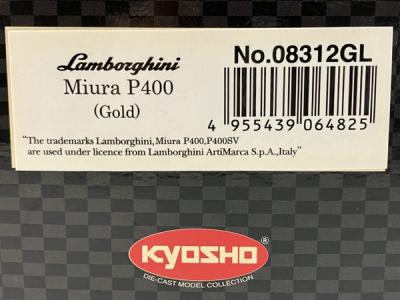 Lamborghini
Miura P400
(Gold)
No.08312GL
4 955439 064825
"The trademarks Lamborghini,Miura P400,P400SV
are used under licence from Lamborghini ArtiMarca S.p.A.,Italy"
KYOSHO®
DIE-CAST MODEL COLLECTION